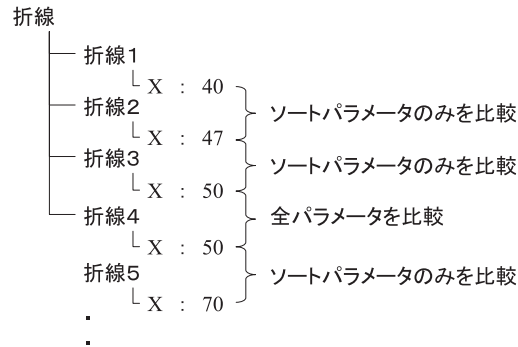 折線
折線1
X : 40
ソートパラメータのみを比較
折線2
X : 47
ソートパラメータのみを比較
折線3
X : 50
全パラメータを比較
折線4
X : 50
ソートパラメータのみを比較
折線5
X : 70